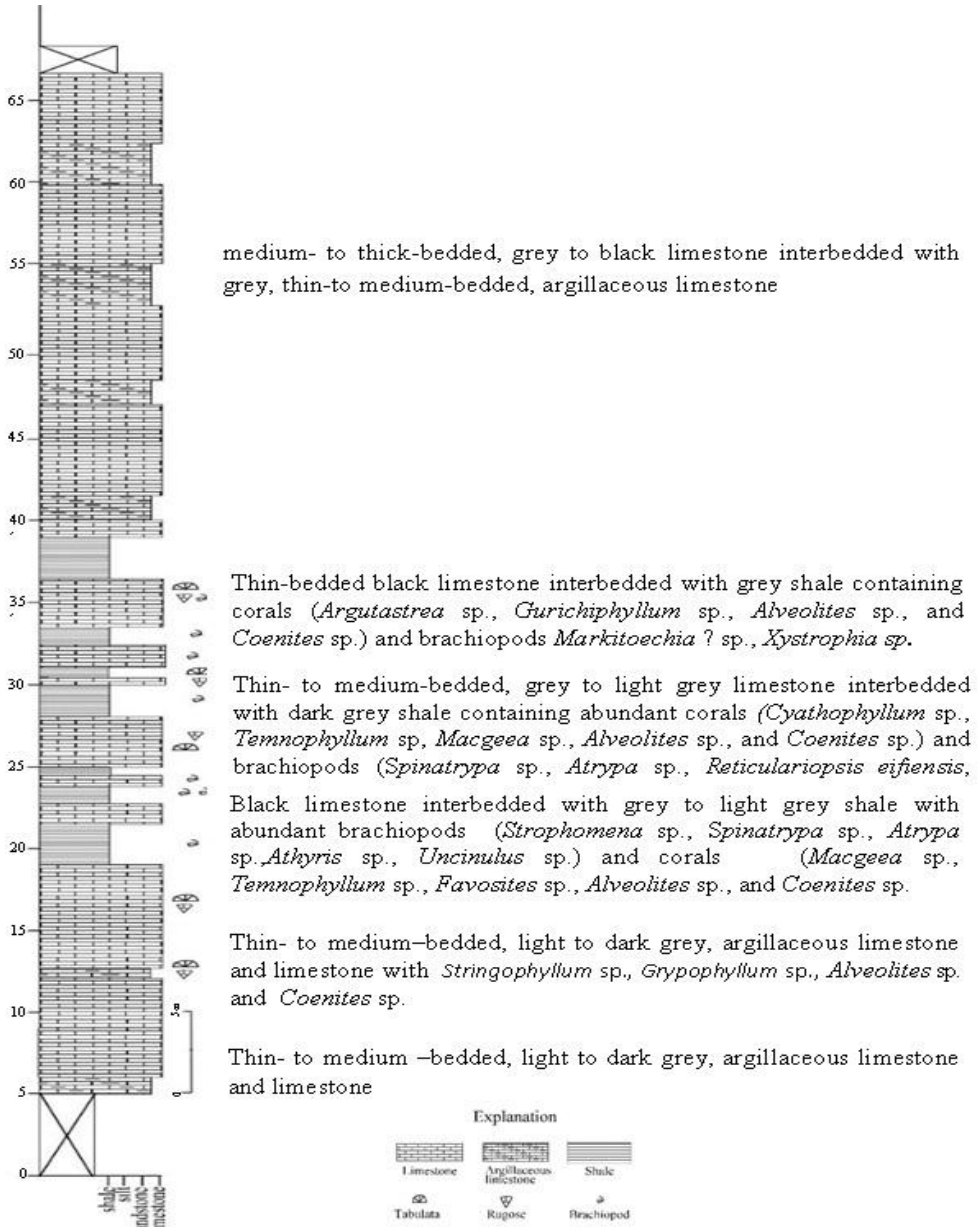 65
60
55
medium- to thick-bedded, grey to black limestone interbedded with
grey, thin-to medium-bedded, argillaceous limestone
50
45
40
35
Thin-bedded black limestone interbedded with grey shale containing
corals (Argutastrea sp., Gurichiphyllum sp., Alveolites sp., and
Coenites sp.) and brachiopods Markitoechia ? sp., Xystrophia sp.
30
Thin- to medium-bedded, grey to light grey limestone interbedded
with dark grey shale containing abundant corals (Cyathophyllum sp.,
Temnophyllum sp, Macgeea sp., Alveolites sp., and Coenites sp.) and
brachiopods (Spinatrypa sp., Atrypa sp., Reticulariopsis eifiensis,
25
Black limestone interbedded with grey to light grey shale with
abundant brachiopods (Strophomena sp., Spinatrypa sp., Atrypa
sp.,Athyris sp., Uncinulus sp.) and corals (Macgeea sp.,
Temnophyllum sp., Favosites sp., Alveolites sp., and Coenites sp.
20
15
Thin- to medium–bedded, light to dark grey, argillaceous limestone
and limestone with Stringophyllum sp., Grypophyllum sp., Alveolites sp.
and Coenites sp.
10
5
0
Thin- to medium –bedded, light to dark grey, argillaceous limestone
and limestone
0
shale
silt
ndstone
mestone
Explanation
Limestone
Argillaceous
limestone
Shale
Tabulata
Rugose
Brachiopod